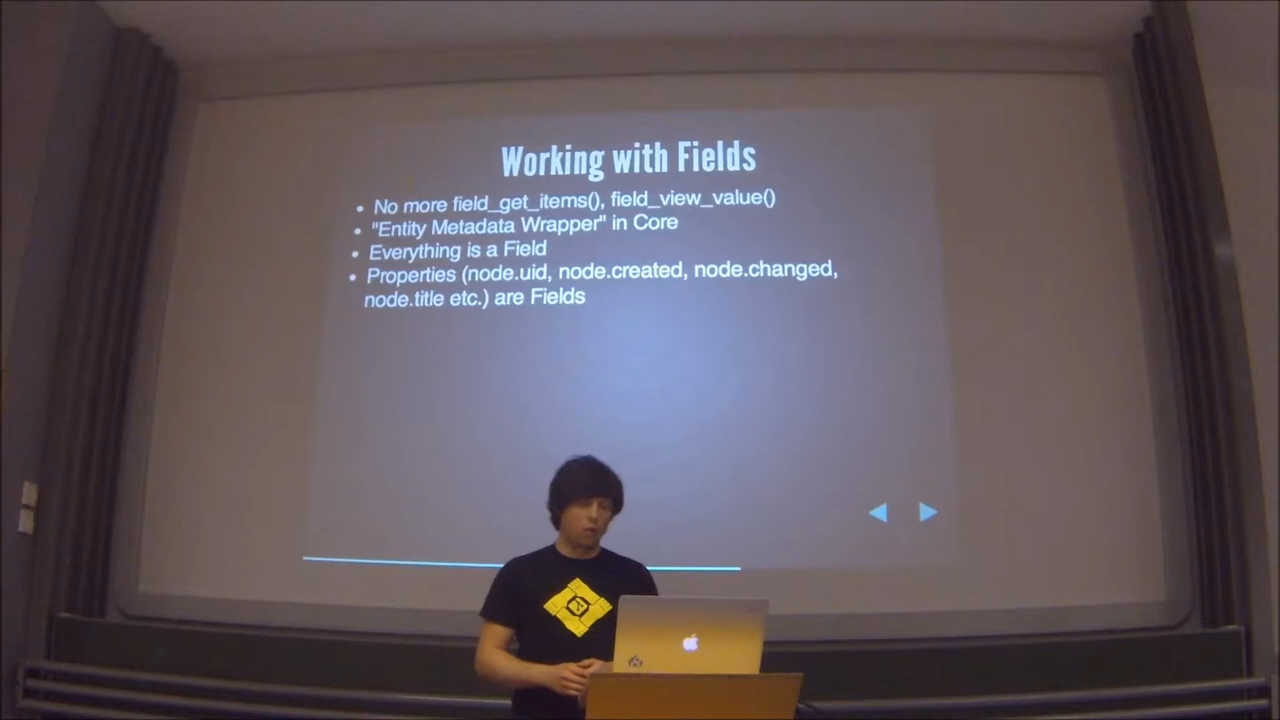 Working with Fields
• No more field_get_items(), field_view_value()
• "Entity Metadata Wrapper" in Core
• Everything is a Field
• Properties (node.uid, node.created, node.changed,
node.title etc.) are Fields